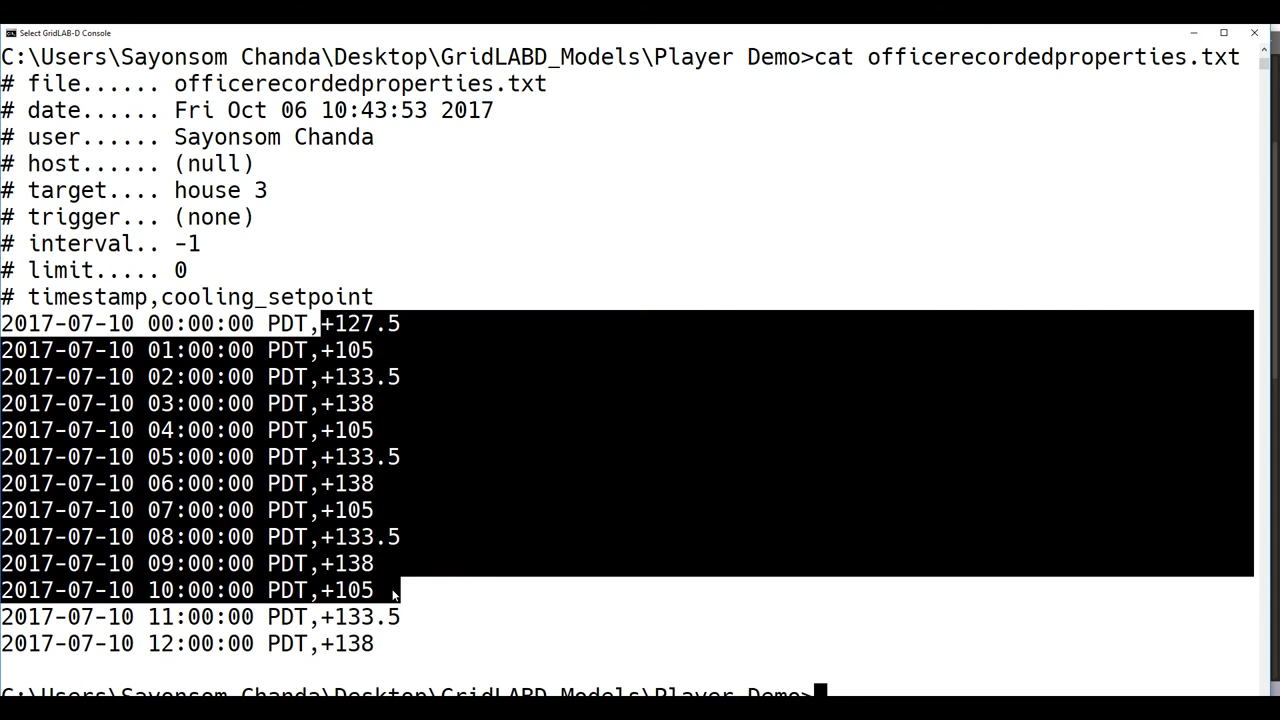 Select GridLAB-D Console
C:\Users\Sayonsom Chanda\Desktop\GridLABD_Models\Player Demo>cat officerecordedproperties.txt
# file...... officerecordedproperties.txt
# date...... Fri Oct 06 10:43:53 2017
# user...... Sayonsom Chanda
# host...... (null)
# target.... house 3
# trigger... (none)
# interval.. -1
# limit..... 0
# timestamp,cooling_setpoint
2017-07-10 00:00:00 PDT,+127.5
2017-07-10 01:00:00 PDT,+105
2017-07-10 02:00:00 PDT,+133.5
2017-07-10 03:00:00 PDT,+138
2017-07-10 04:00:00 PDT,+105
2017-07-10 05:00:00 PDT,+133.5
2017-07-10 06:00:00 PDT,+138
2017-07-10 07:00:00 PDT,+105
2017-07-10 08:00:00 PDT,+133.5
2017-07-10 09:00:00 PDT,+138
2017-07-10 10:00:00 PDT,+105
2017-07-10 11:00:00 PDT,+133.5
2017-07-10 12:00:00 PDT,+138
C:\Users\Sayonsom Chanda\Desktop\GridLABD_Models\Player Demo>